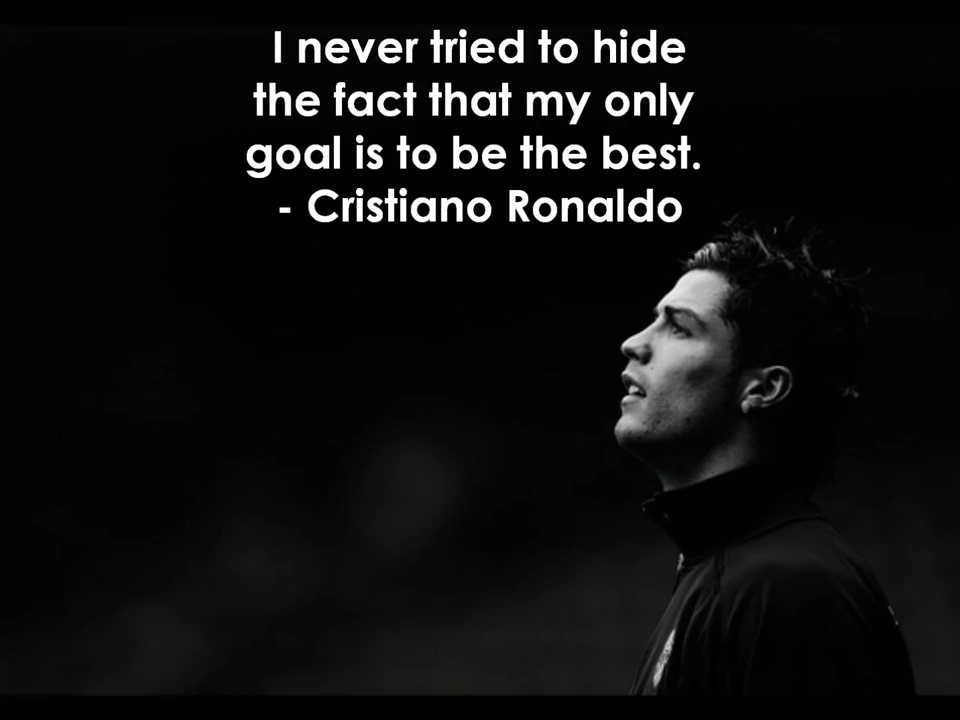 I never tried to hide
the fact that my only
goal is to be the best.
- Cristiano Ronaldo